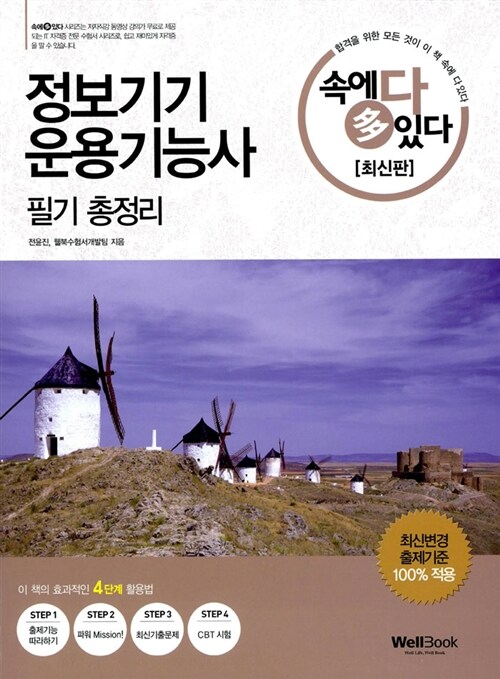 속에多있다 시리즈는 저자직강 동영상 강의가 무료로 제공
되는 IT 자격증 전문 수험서 시리즈로, 쉽고 재미있게 자격증
을 딸 수 있습니다.
합격을 위한 모든 것이 이 책 속에 다 있다
속에다
多있다
[최신판]
정보기기
운용기능사
필기 총정리
전윤진, 웰북수험서개발팀 지음
최신변경
출제기준
100% 적용
이 책의 효과적인 4단계 활용법
STEP 1
출제기능
따라하기
STEP 2
파워 Mission!
STEP 3
최신기출문제
STEP 4
CBT 시험
WellBook
Well Life, Well Book